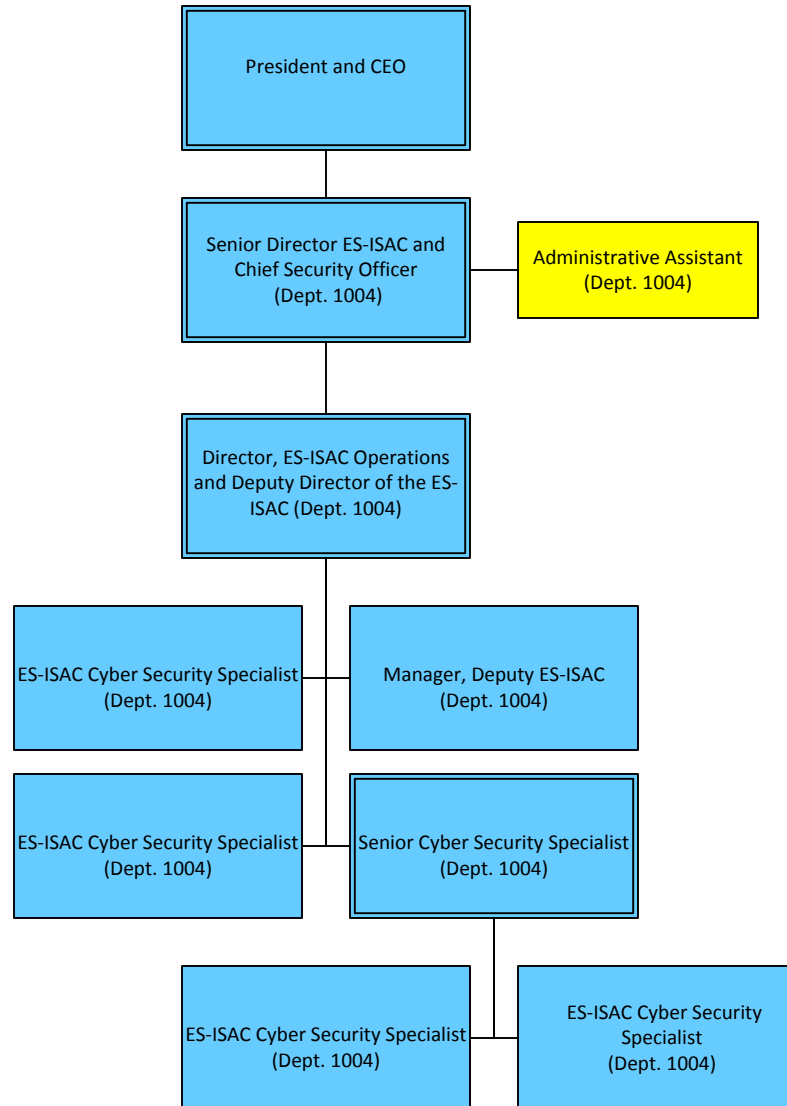 President and CEO
Senior Director ES-ISAC and
Chief Security Officer
(Dept. 1004)
Administrative Assistant
(Dept. 1004)
Director, ES-ISAC Operations
and Deputy Director of the ES-
ISAC (Dept. 1004)
ES-ISAC Cyber Security Specialist
(Dept. 1004)
Manager, Deputy ES-ISAC
(Dept. 1004)
ES-ISAC Cyber Security Specialist
(Dept. 1004)
Senior Cyber Security Specialist
(Dept. 1004)
ES-ISAC Cyber Security Specialist
(Dept. 1004)
ES-ISAC Cyber Security
Specialist
(Dept. 1004)